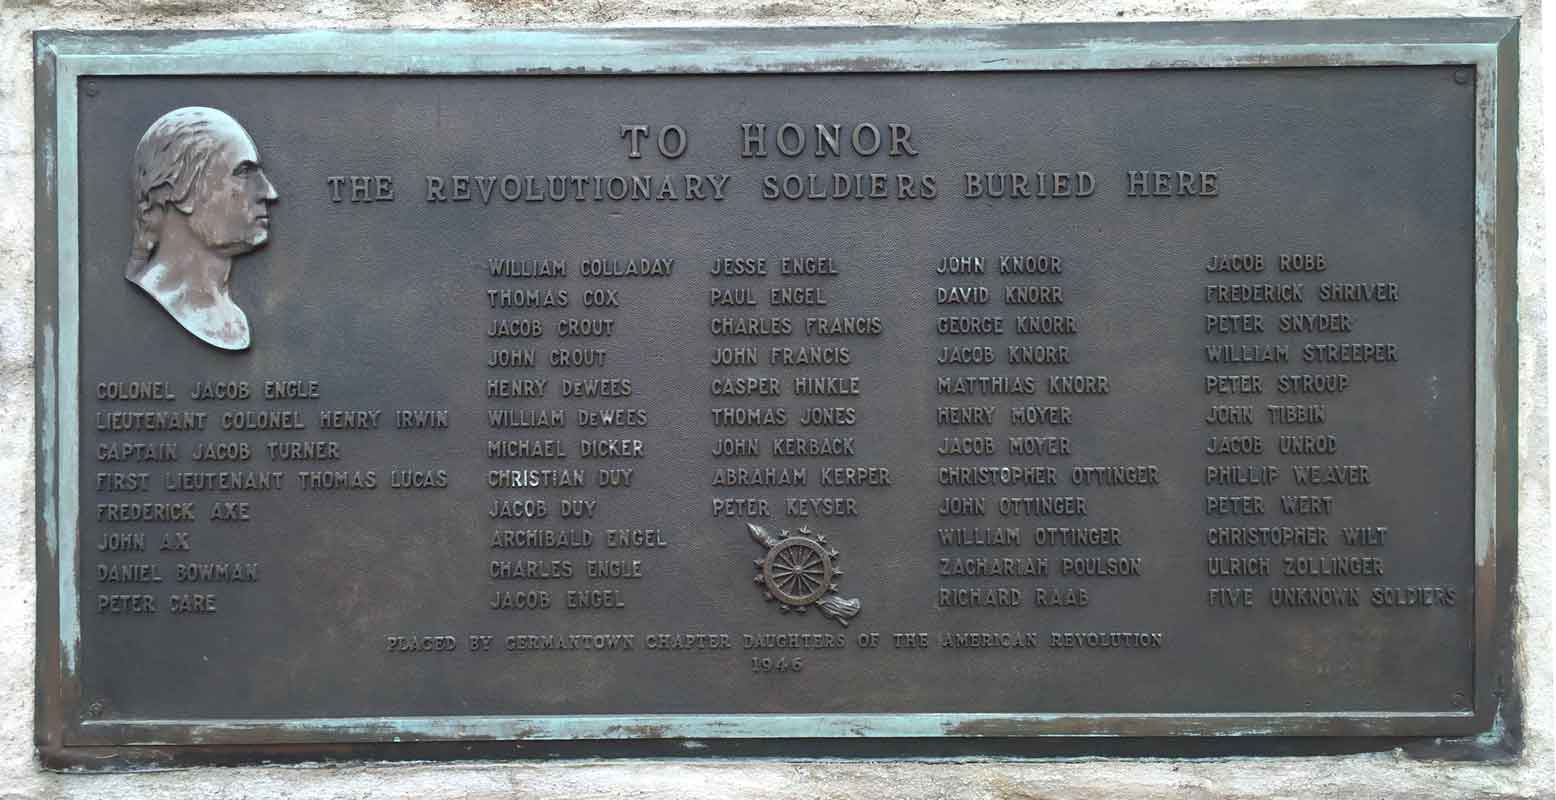 TO HONOR
THE REVOLUTIONARY SOLDIERS BURIED HERE
COLONEL JACOB ENGLE
LIEUTENANT COLONEL HENRY IRWIN
CAPTAIN JACOB TURNER
FIRST LIEUTENANT THOMAS LUCAS
FREDERICK AXE
JOHN AX
DANIEL BOWMAN
PETER CARE
WILLIAM COLLADAY
THOMAS COX
JACOB CROUT
JOHN CROUT
HENRY DEWEES
WILLIAM DEWEES
MICHAEL DICKER
CHRISTIAN DUY
JACOB DUY
ARCHIBALD ENGEL
CHARLES ENGLE
JACOB ENGEL
JESSE ENGEL
PAUL ENGEL
CHARLES FRANCIS
JOHN FRANCIS
CASPER HINKLE
THOMAS JONES
JOHN KERBACK
ABRAHAM KERPER
PETER KEYSER
JOHN KNOOR
DAVID KNORR
GEORGE KNORR
JACOB KNORR
MATTHIAS KNORR
HENRY MOYER
JACOB MOYER
CHRISTOPHER OTTINGER
JOHN OTTINGER
WILLIAM OTTINGER
ZACHARIAH POULSON
RICHARD RAAB
JACOB ROBB
FREDERICK SHRIVER
PETER SNYDER
WILLIAM STREEPER
PETER STROUP
JOHN TIBBIN
JACOB UNROD
PHILLIP WEAVER
PETER WERT
CHRISTOPHER WILT
ULRICH ZOLLINGER
FIVE UNKNOWN SOLDIERS
PLACED BY GERMANTOWN CHAPTER DAUGHTERS OF THE AMERICAN REVOLUTION
1946